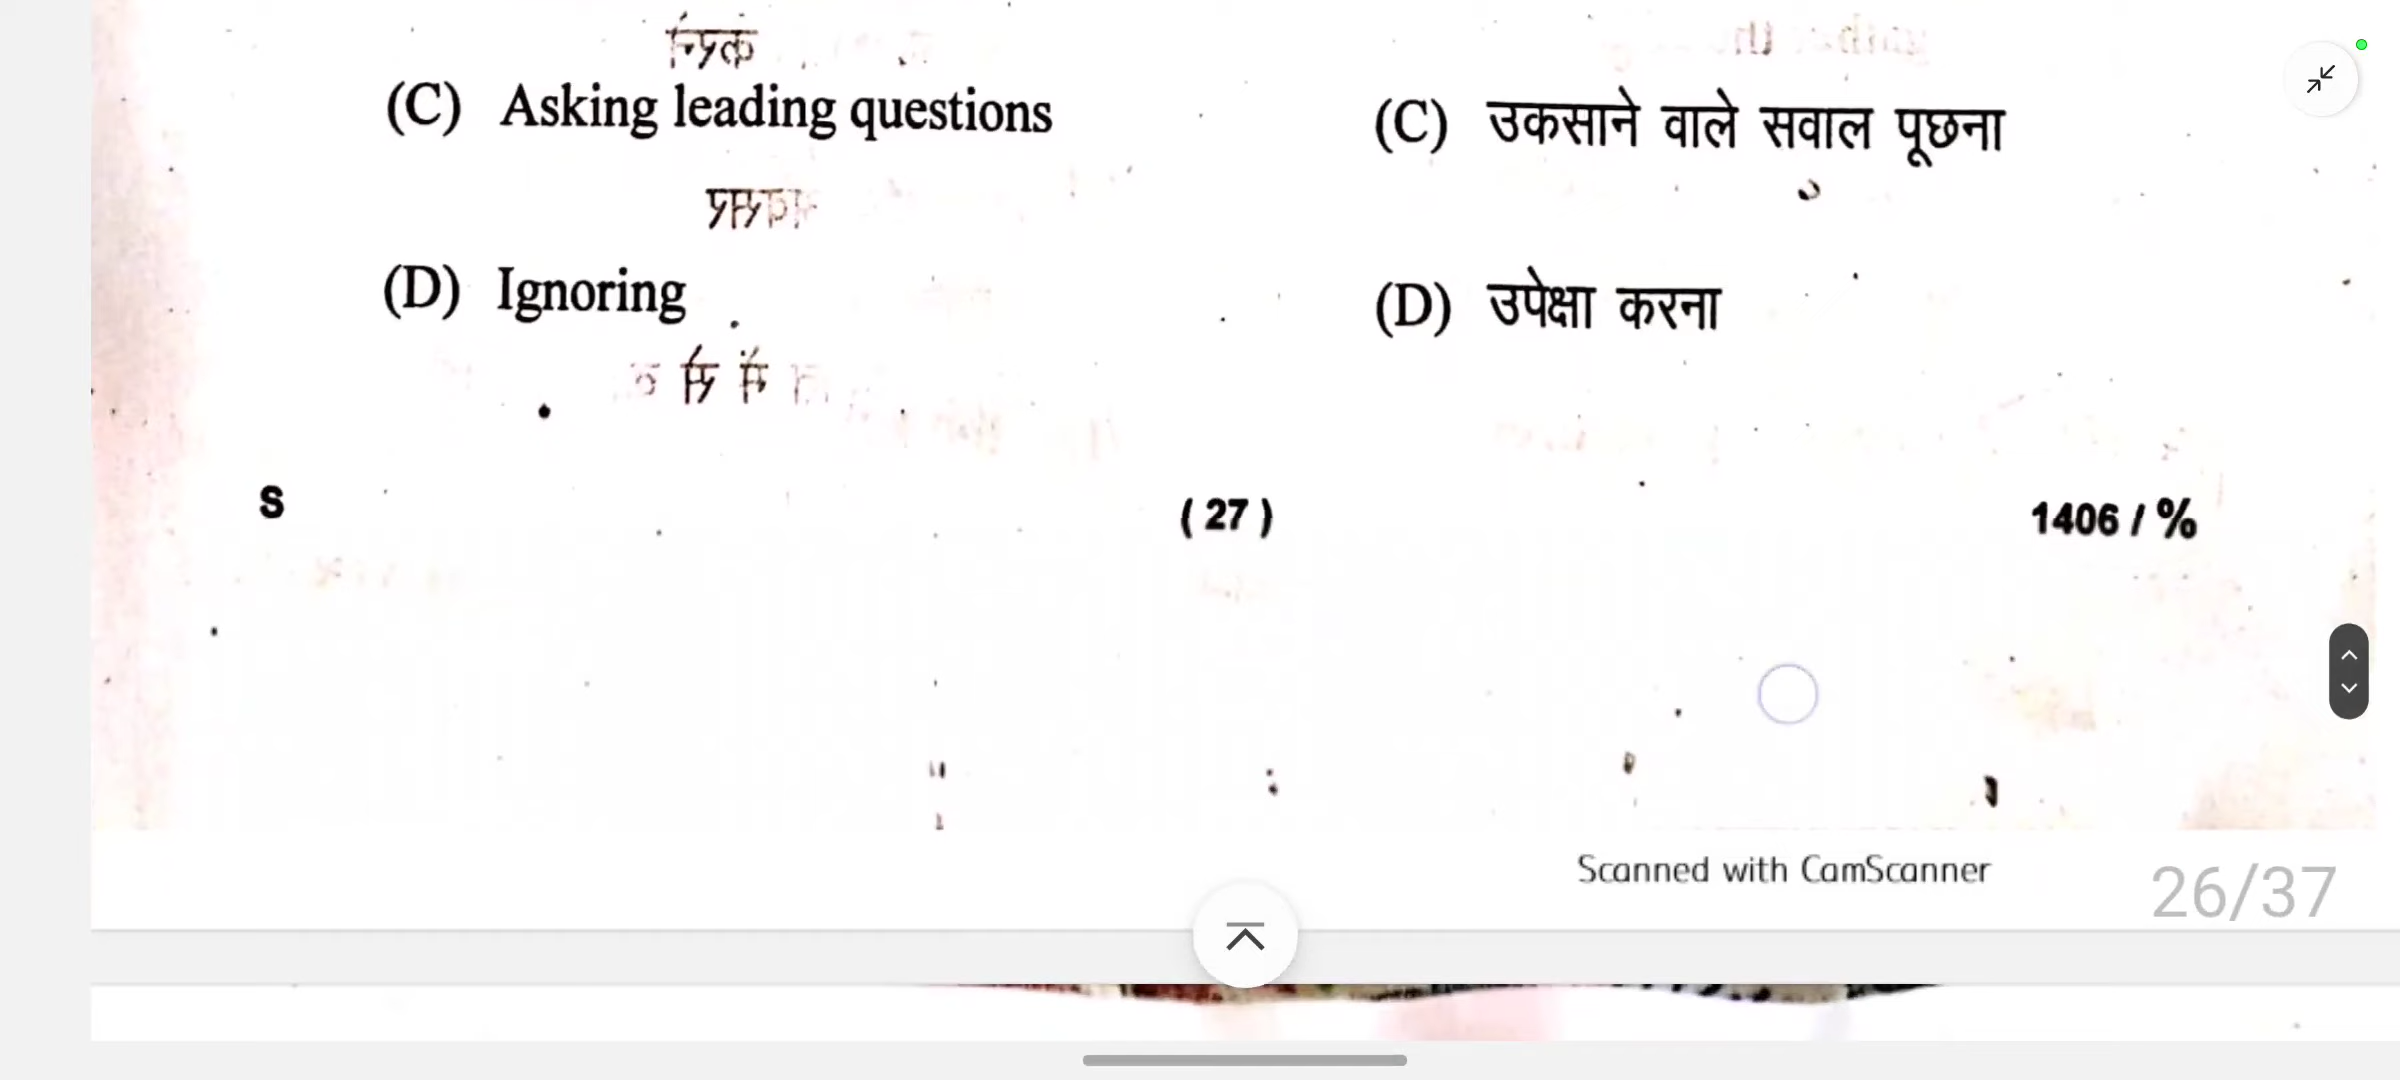 (C) Asking leading questions
(D) Ignoring
(C) उकसाने वाले सवाल पूछना
(D) उपेक्षा करना
S
( 27 )
1406 / %
Scanned with CamScanner
26/37